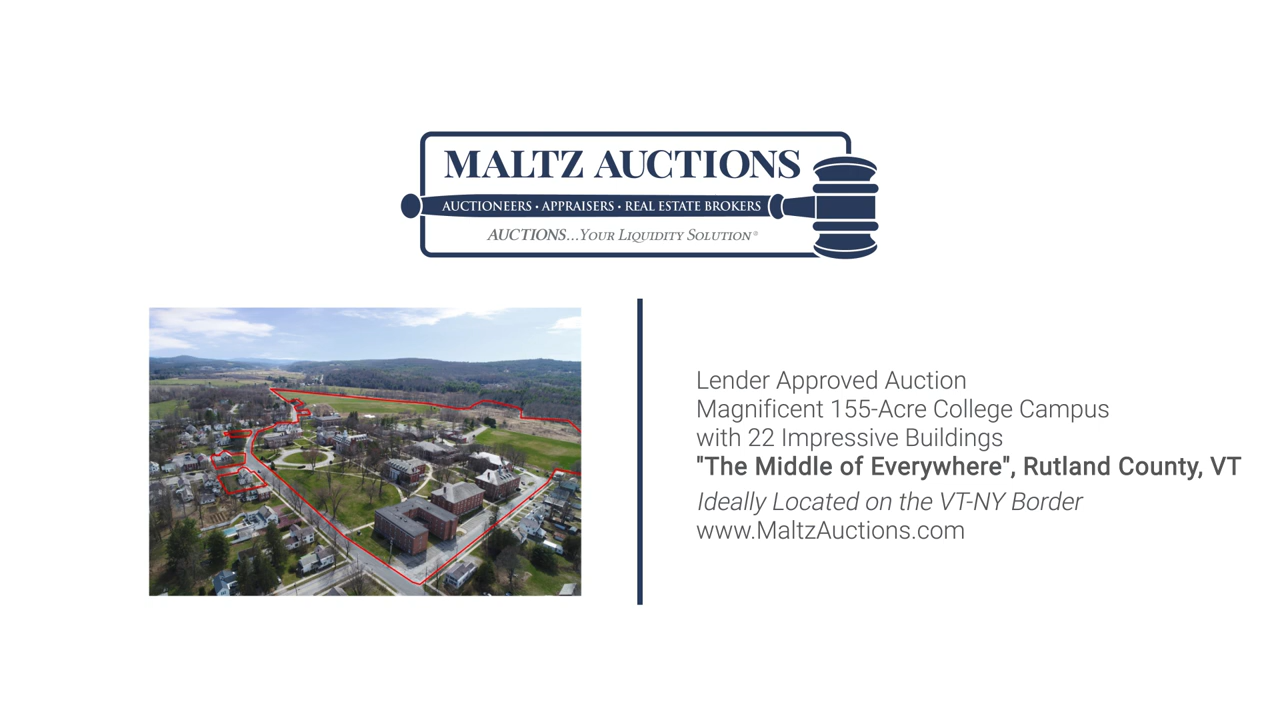 MALTZ AUCTIONS
AUCTIONEERS • APPRAISERS • REAL ESTATE BROKERS
AUCTIONS...YOUR LIQUIDITY SOLUTION®
Lender Approved Auction
Magnificent 155-Acre College Campus
with 22 Impressive Buildings
"The Middle of Everywhere", Rutland County, VT
Ideally Located on the VT-NY Border
www.MaltzAuctions.com